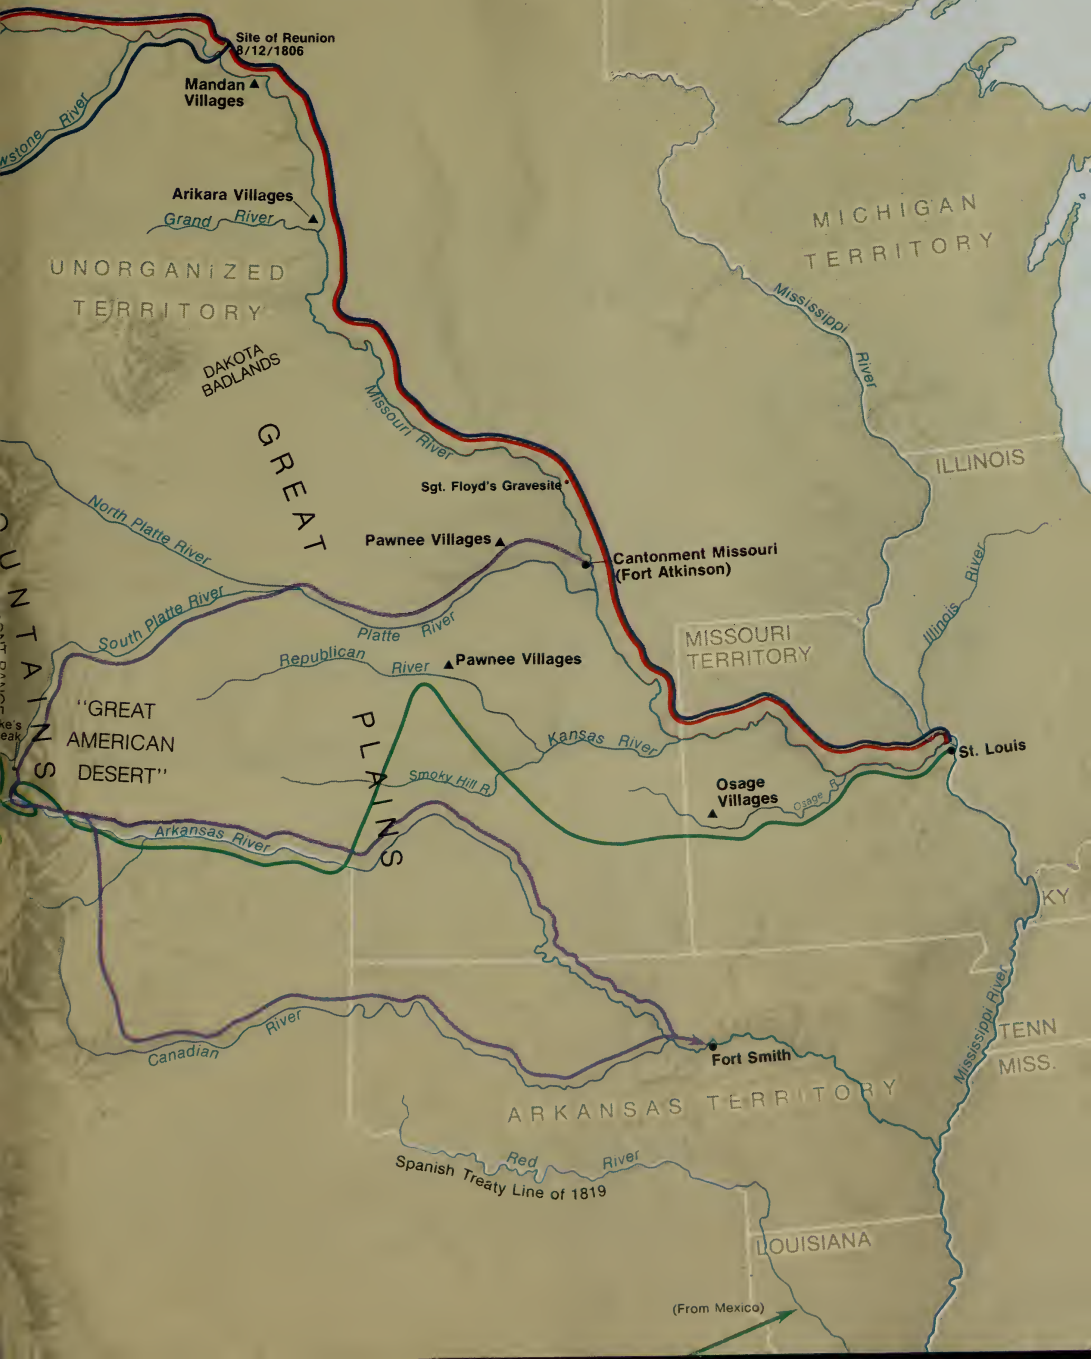 Site of Reunion
8/12/1806
Mandan
Villages
River
Arikara Villages
Grand River
MICHIGAN
TERRITORY
UNORGANIZED
TERRITORY
Mississippi
River
DAKOTA
BADLANDS
Missouri River
GREAT
ILLINOIS
Sgt. Floyd's Gravesite
North Platte River
Pawnee Villages
Cantonment Missouri
(Fort Atkinson)
Illinois River
South Platte River
Platte River
MISSOURI
TERRITORY
Republican River
Pawnee Villages
"GREAT
AMERICAN
DESERT"
PLAINS
Kansas River
St. Louis
Smoky Hill R.
Osage
Villages
Osage R.
Arkansas River
KY
Mississippi River
Canadian River
TENN
MISS.
Fort Smith
ARKANSAS TERRITORY
Red River
Spanish Treaty Line of 1819
LOUISIANA
(From Mexico)